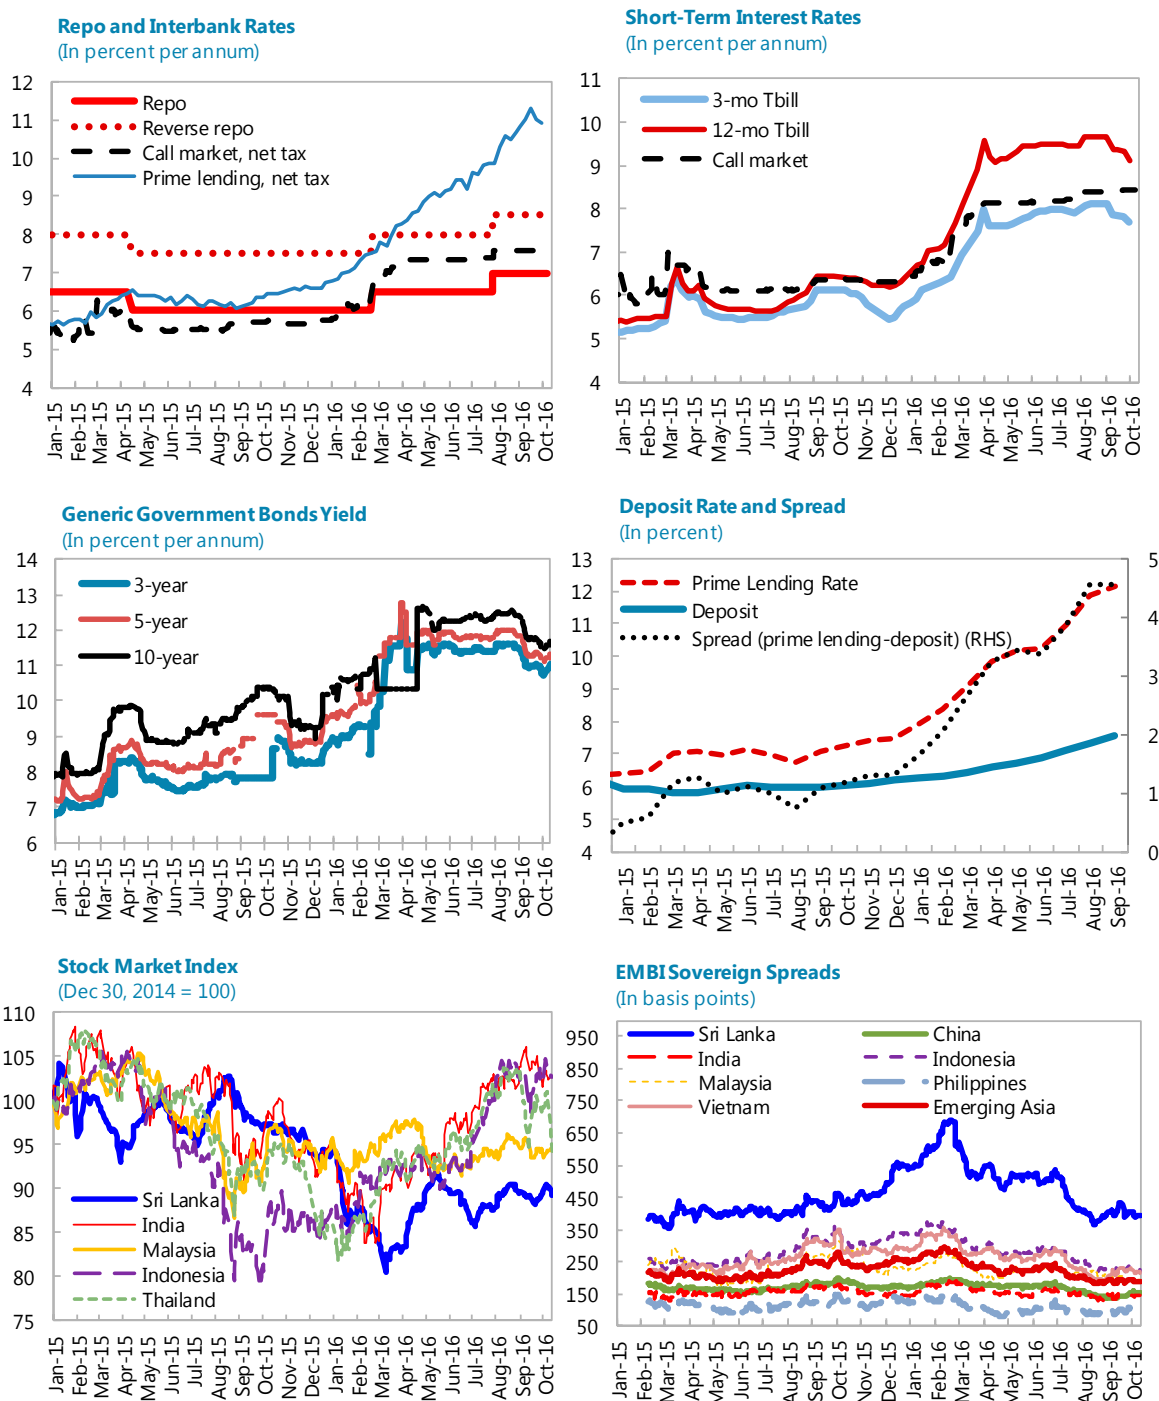 Repo and Interbank Rates
(In percent per annum)
12
11
10
9
8
7
6
5
4
Repo
Reverse repo
Call market, net tax
Prime lending, net tax
Jan-15
Feb-15
Mar-15
Apr-15
May-15
Jun-15
Jul-15
Aug-15
Sep-15
Oct-15
Nov-15
Dec-15
Jan-16
Feb-16
Mar-16
Apr-16
May-16
Jun-16
Jul-16
Aug-16
Sep-16
Oct-16
Short-Term Interest Rates
(In percent per annum)
11
10
9
8
7
6
5
4
3-mo Tbill
12-mo Tbill
Call market
Jan-15
Feb-15
Mar-15
Apr-15
May-15
Jun-15
Jul-15
Aug-15
Sep-15
Oct-15
Nov-15
Dec-15
Jan-16
Feb-16
Mar-16
Apr-16
May-16
Jun-16
Jul-16
Aug-16
Sep-16
Oct-16
Generic Government Bonds Yield
(In percent per annum)
14
13
12
11
10
9
8
7
6
3-year
5-year
10-year
Jan-15
Feb-15
Mar-15
Apr-15
May-15
Jun-15
Jul-15
Aug-15
Sep-15
Oct-15
Nov-15
Dec-15
Jan-16
Feb-16
Mar-16
Apr-16
May-16
Jun-16
Jul-16
Aug-16
Sep-16
Oct-16
Deposit Rate and Spread
(In percent)
13
12
11
10
9
8
7
6
5
4
Prime Lending Rate
Deposit
Spread (prime lending-deposit) (RHS)
5
4
3
2
1
0
Jan-15
Feb-15
Mar-15
Apr-15
May-15
Jun-15
Jul-15
Aug-15
Sep-15
Oct-15
Nov-15
Dec-15
Jan-16
Feb-16
Mar-16
Apr-16
May-16
Jun-16
Jul-16
Aug-16
Sep-16
Stock Market Index
(Dec 30, 2014 = 100)
110
105
100
95
90
85
80
75
Sri Lanka
India
Malaysia
Indonesia
Thailand
Jan-15
Feb-15
Mar-15
Apr-15
May-15
Jun-15
Jul-15
Aug-15
Sep-15
Oct-15
Nov-15
Dec-15
Jan-16
Feb-16
Mar-16
Apr-16
May-16
Jun-16
Jul-16
Aug-16
Sep-16
Oct-16
EMBI Sovereign Spreads
(In basis points)
950
850
750
650
550
450
350
250
150
50
Sri Lanka
China
India
Indonesia
Malaysia
Philippines
Vietnam
Emerging Asia
Jan-15
Feb-15
Mar-15
Apr-15
May-15
Jun-15
Jul-15
Aug-15
Sep-15
Oct-15
Nov-15
Dec-15
Jan-16
Feb-16
Mar-16
Apr-16
May-16
Jun-16
Jul-16
Aug-16
Sep-16
Oct-16